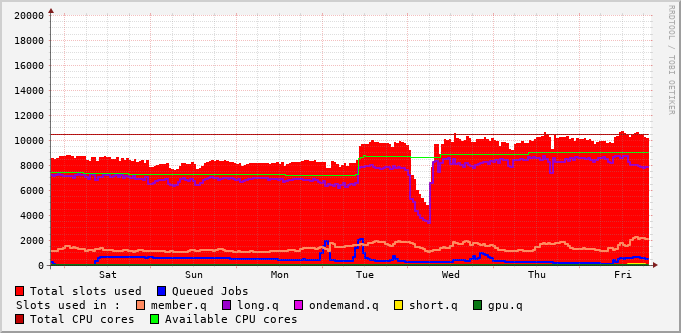 RRDTOOL / TOBI OETIKER
20000
18000
16000
14000
12000
10000
8000
6000
4000
2000
0
Sat Sun Mon Tue Wed Thu Fri
Total slots used Queued Jobs
Slots used in : member.q long.q ondemand.q short.q gpu.q
Total CPU cores Available CPU cores